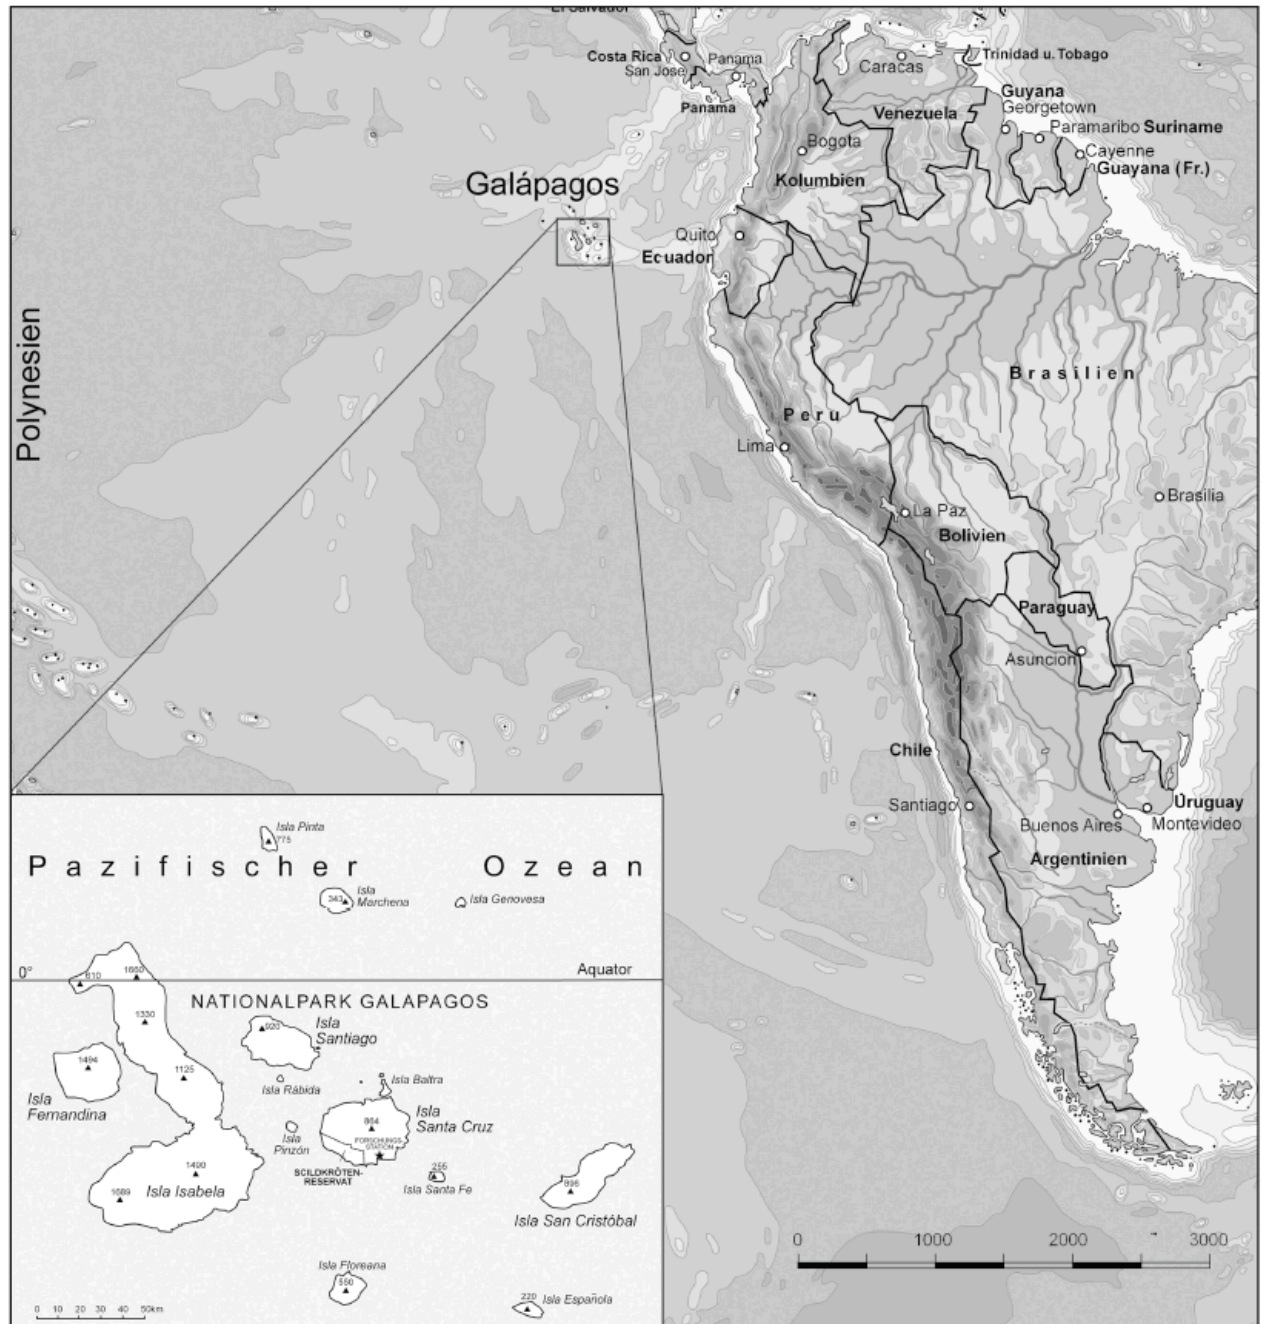 El Salvador
Costa Rica
San José
Panama
Panama
Caracas
Trinidad u. Tobago
Venezuela
Guyana
Georgetown
Paramaribo Suriname
Cayenne
Guayana (Fr.)
Bogota
Kolumbien
Galápagos
Quito
Ecuador
Polynesien
Brasilien
Peru
Lima
Brasilia
La Paz
Bolivien
Paraguay
Asuncion
Chile
Santiago
Uruguay
Buenos Aires
Montevideo
Argentinien
0 1000 2000 3000
Isla Pinta
775
Pazifischer Ozean
343
Isla
Marchena
Isla Genovesa
0°
Aquator
810
1660
NATIONALPARK GALAPAGOS
1330
920
Isla
Santiago
1494
1125
Isla Rábida
Isla Baltra
Isla
Fernandina
864
Isla
Santa Cruz
FORSCHUNGS-
STATION
Isla
Pinzón
SCILDKRÖTEN-
RESERVAT
1490
Isla Isabela
1689
255
Isla Santa Fe
896
Isla San Cristóbal
Isla Floreana
550
220
Isla Española
0 10 20 30 40 50km